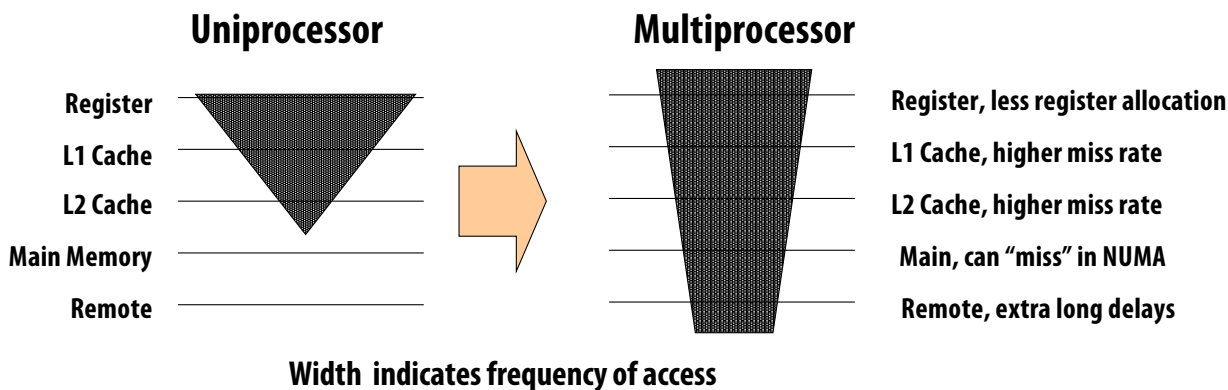 Uniprocessor
Multiprocessor
Register
L1 Cache
L2 Cache
Main Memory
Remote
Register, less register allocation
L1 Cache, higher miss rate
L2 Cache, higher miss rate
Main, can “miss” in NUMA
Remote, extra long delays
Width indicates frequency of access